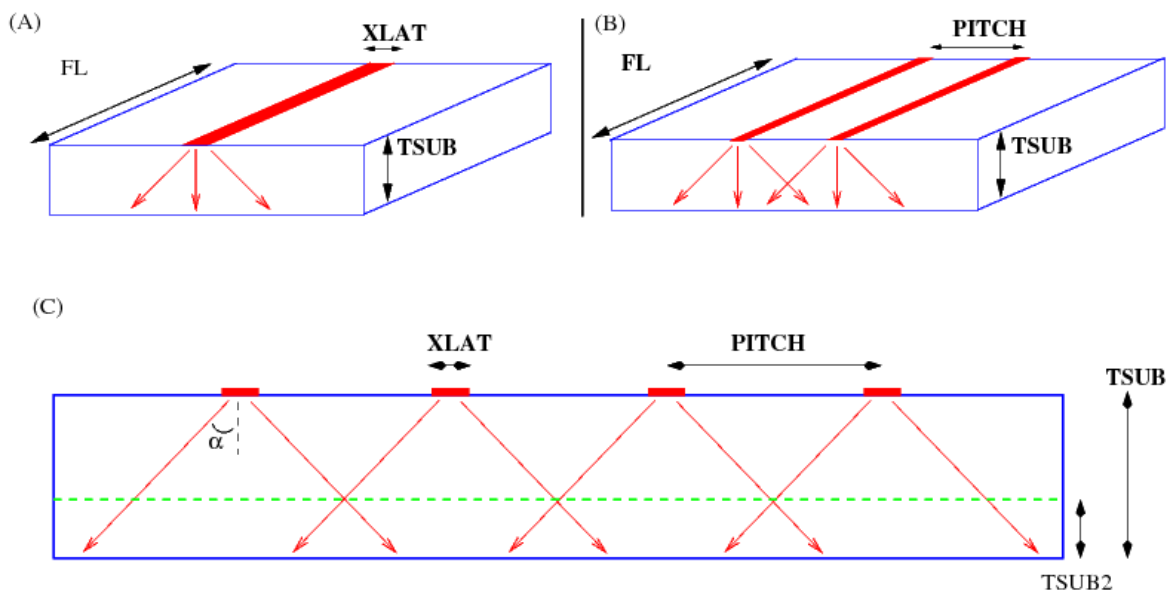 (A)
XLAT
FL
TSUB
(B)
PITCH
FL
TSUB
(C)
XLAT
PITCH
TSUB
α
TSUB2